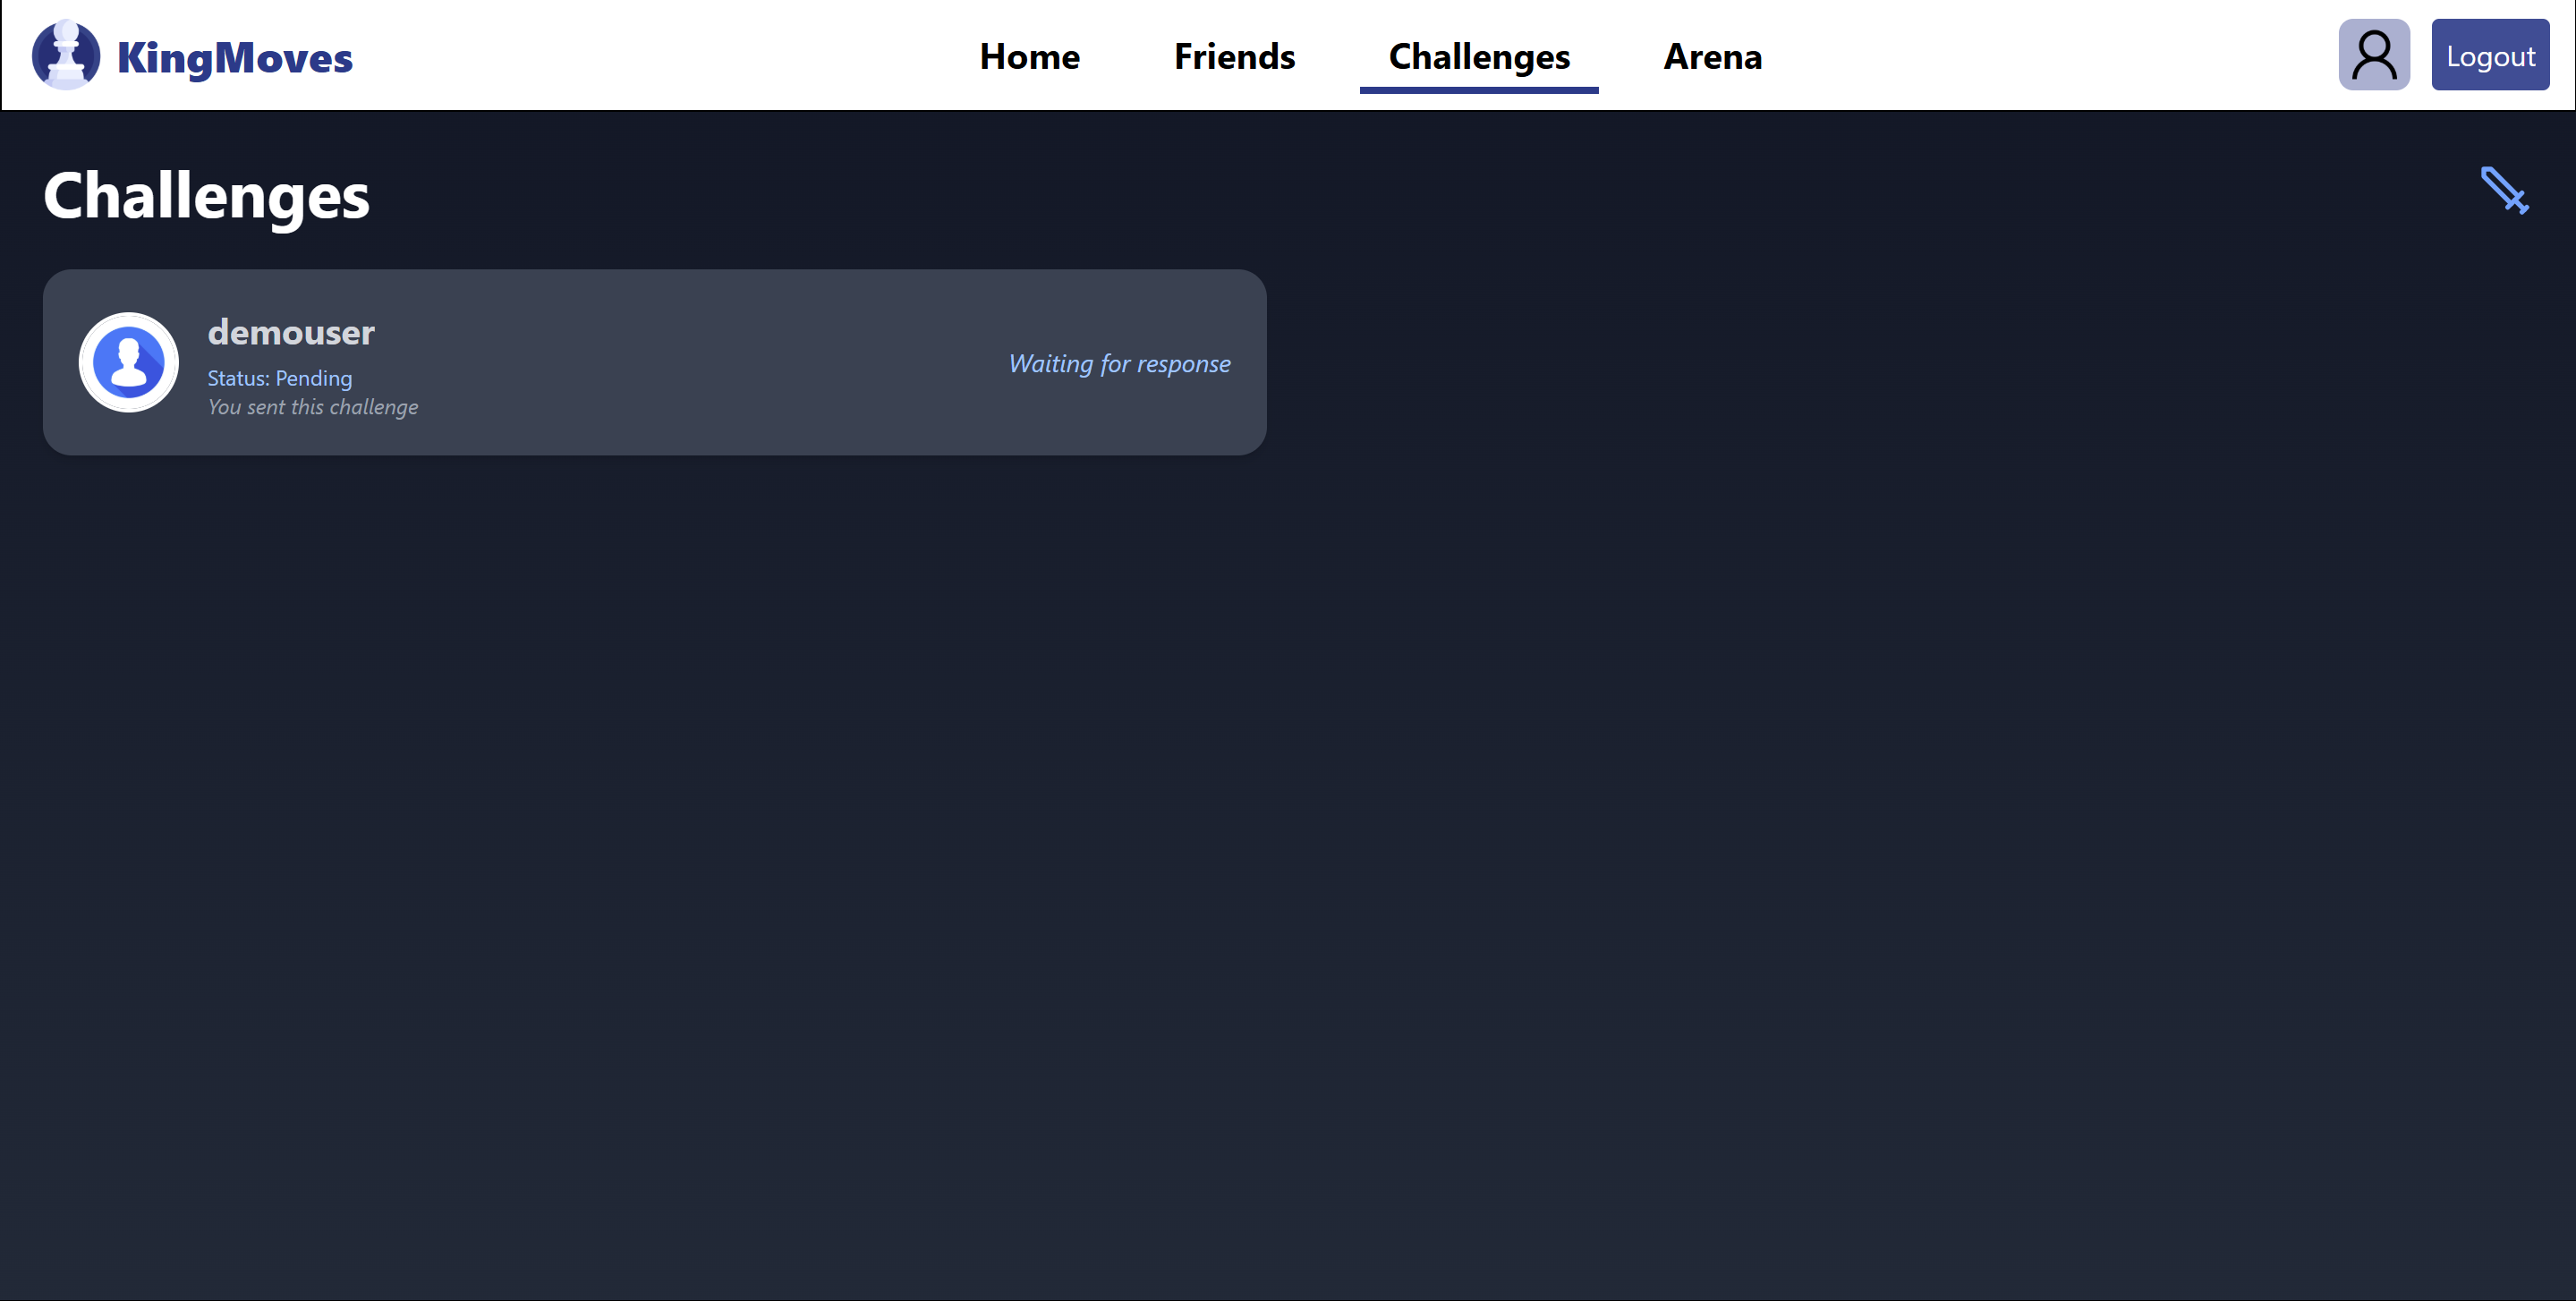 KingMoves
Home Friends Challenges Arena
Logout
Challenges
demouser
Status: Pending
You sent this challenge
Waiting for response